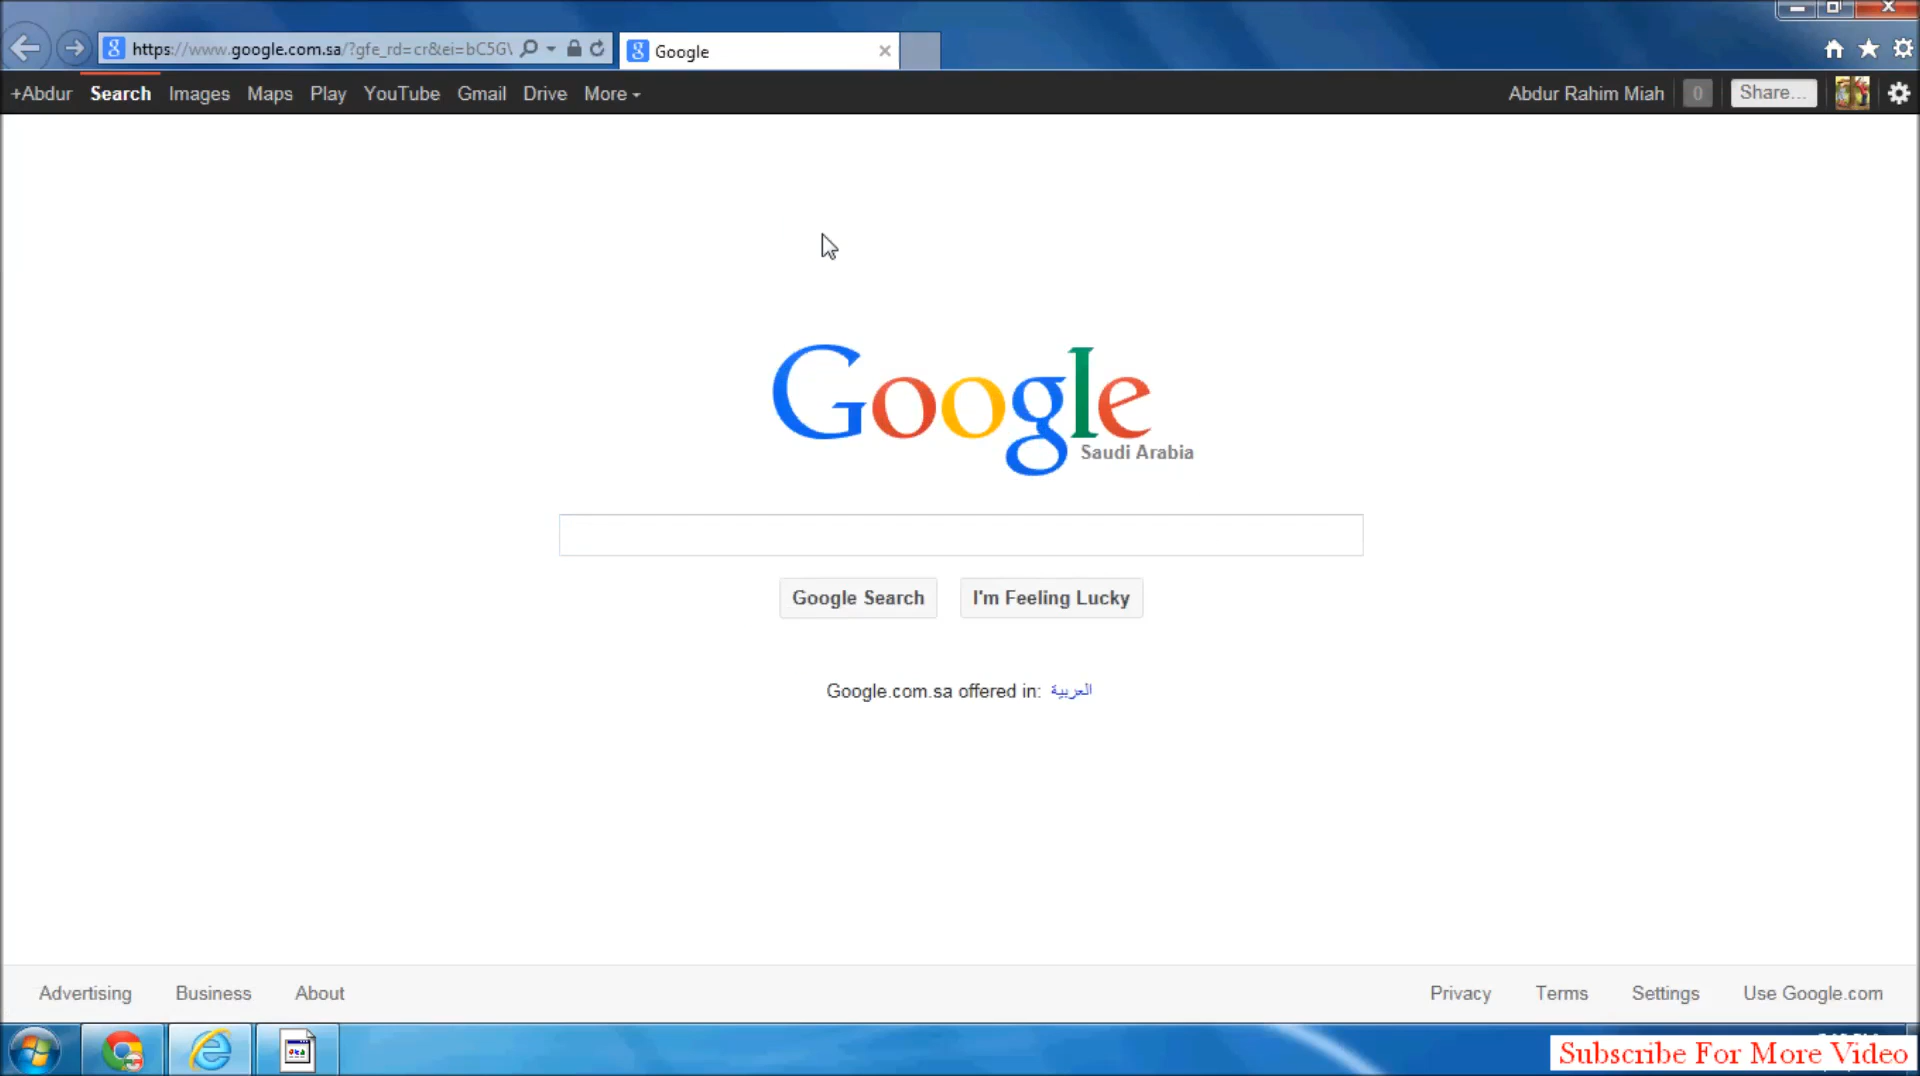 https://www.google.com.sa/?gfe_rd=cr&ei=bC5G\
Google
+Abdur Search Images Maps Play YouTube Gmail Drive More
Abdur Rahim Miah 0 Share...
Google
Saudi Arabia
Google Search
I'm Feeling Lucky
Google.com.sa offered in: العربية
Advertising Business About
Privacy Terms Settings Use Google.com
Subscribe For More Video